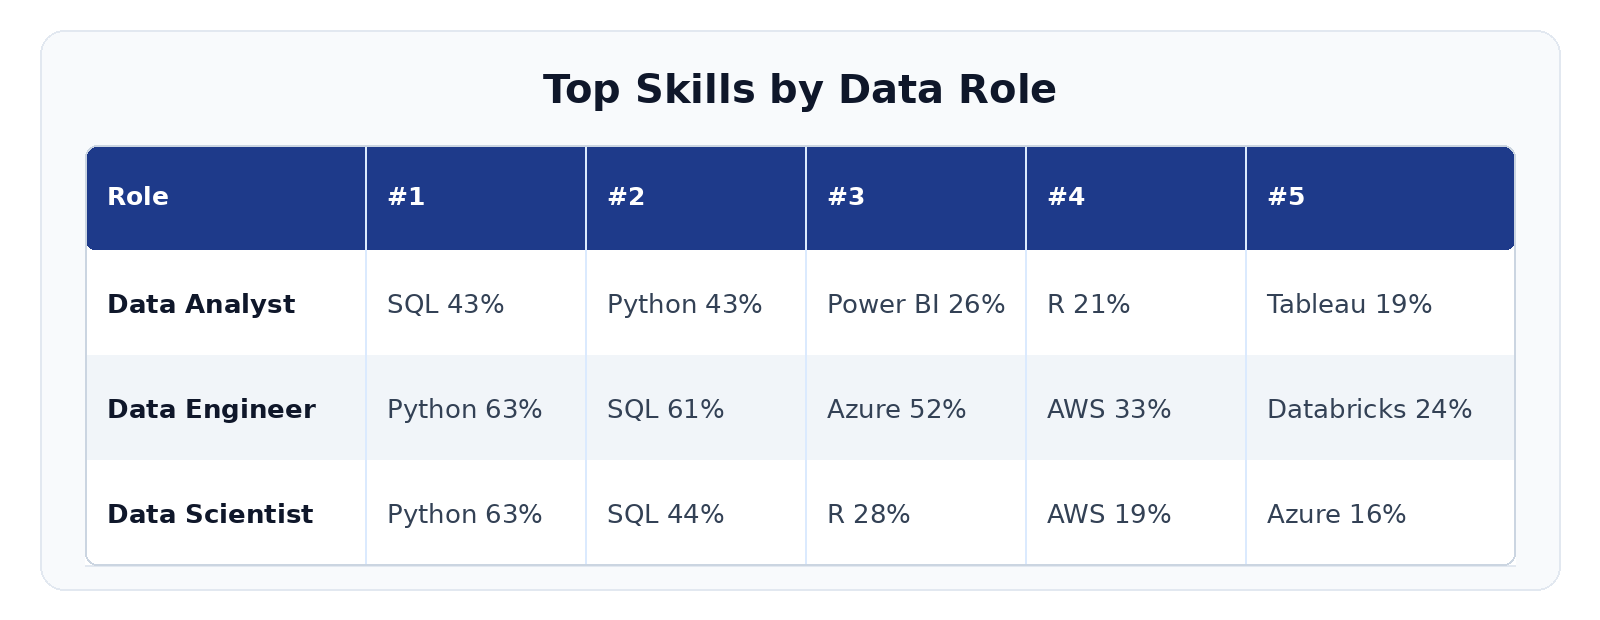 Top Skills by Data Role
Role #1 #2 #3 #4 #5
Data Analyst SQL 43% Python 43% Power BI 26% R 21% Tableau 19%
Data Engineer Python 63% SQL 61% Azure 52% AWS 33% Databricks 24%
Data Scientist Python 63% SQL 44% R 28% AWS 19% Azure 16%